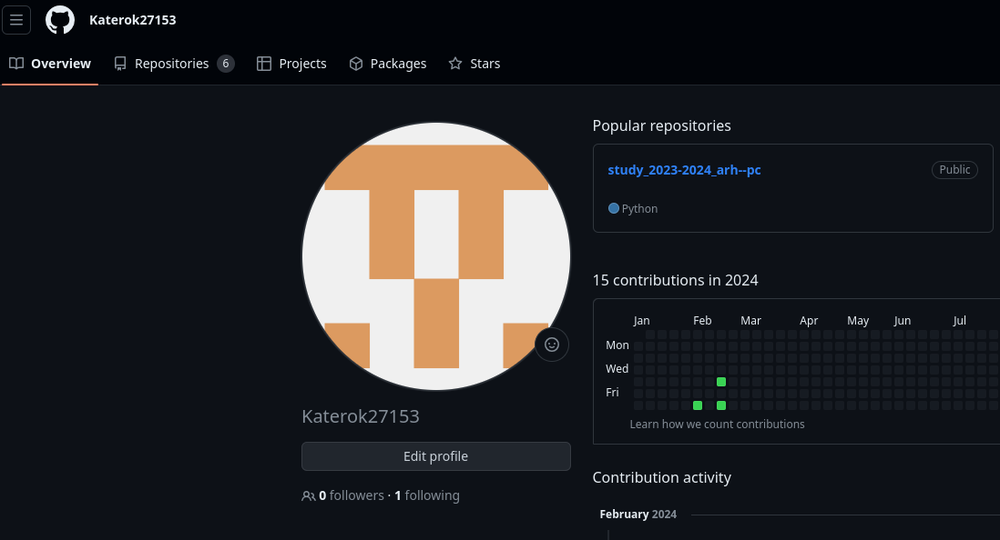 Katerok27153
Overview Repositories 6 Projects Packages Stars
Popular repositories
study_2023-2024_arh--pc Public
Python
15 contributions in 2024
Jan Feb Mar Apr May Jun Jul
Mon
Wed
Fri
Learn how we count contributions
Katerok27153
Edit profile
0 followers · 1 following
Contribution activity
February 2024